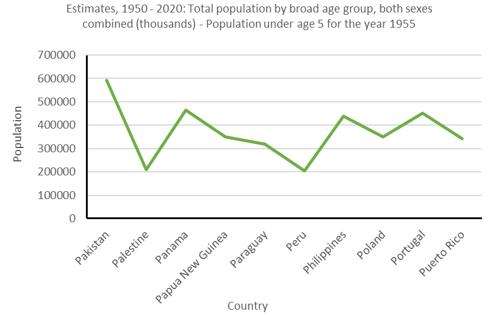 Estimates, 1950 - 2020: Total population by broad age group, both sexes
combined (thousands) - Population under age 5 for the year 1955
700000
600000
500000
400000
300000
200000
100000
0
Population
Pakistan
Palestine
Panama
Papua New Guinea
Paraguay
Peru
Philippines
Poland
Portugal
Puerto Rico
Country